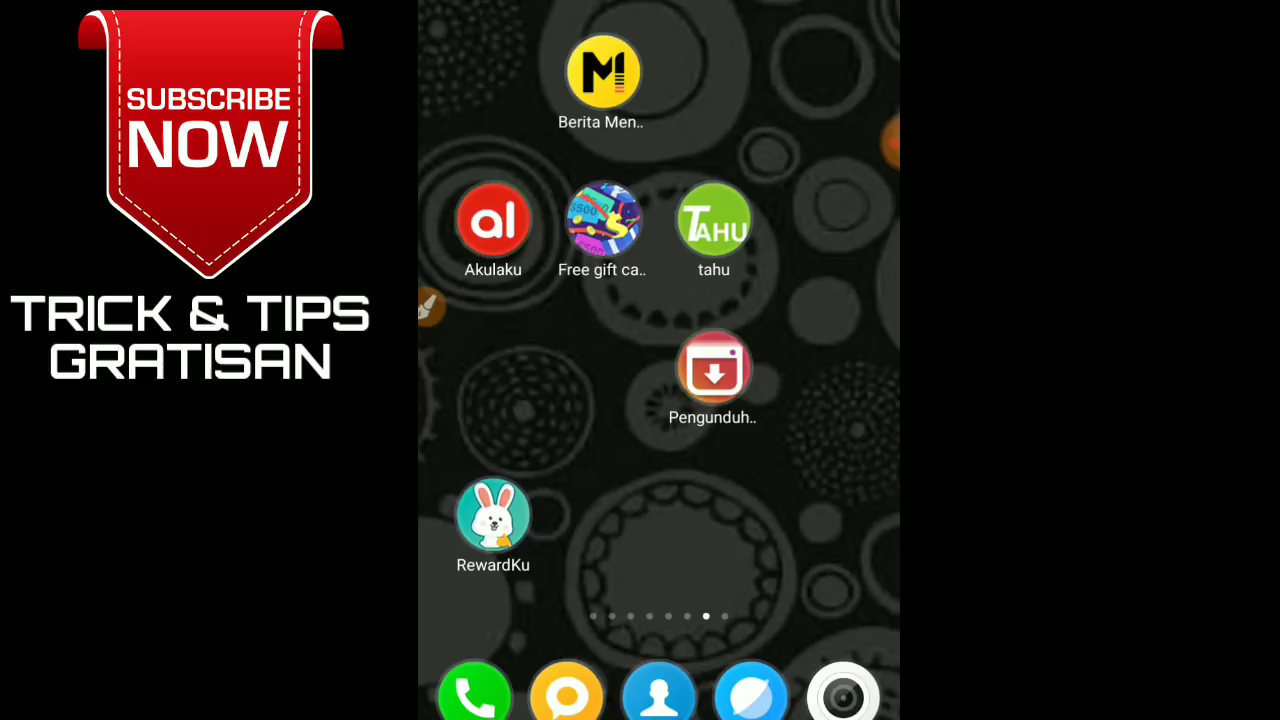 SUBSCRIBE
NOW
TRICK & TIPS
GRATISAN
Berita Men..
al
Akulaku
Free gift ca..
TAHU
tahu
Pengunduh..
RewardKu